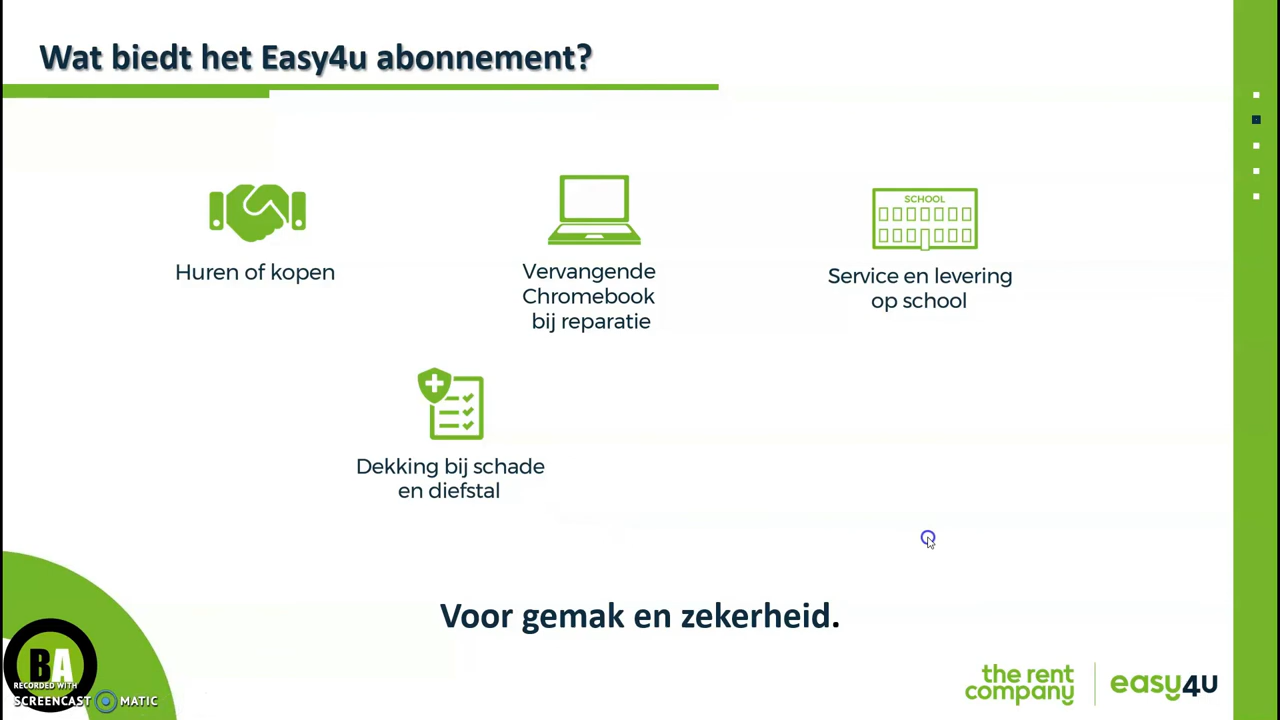 Wat biedt het Easy4u abonnement?
SCHOOL
Huren of kopen
Vervangende
Chromebook
bij reparatie
Service en levering
op school
Dekking bij schade
en diefstal
Voor gemak en zekerheid.
BA
RECORDED WITH
SCREENCAST MATIC
the rent
company
easy4u